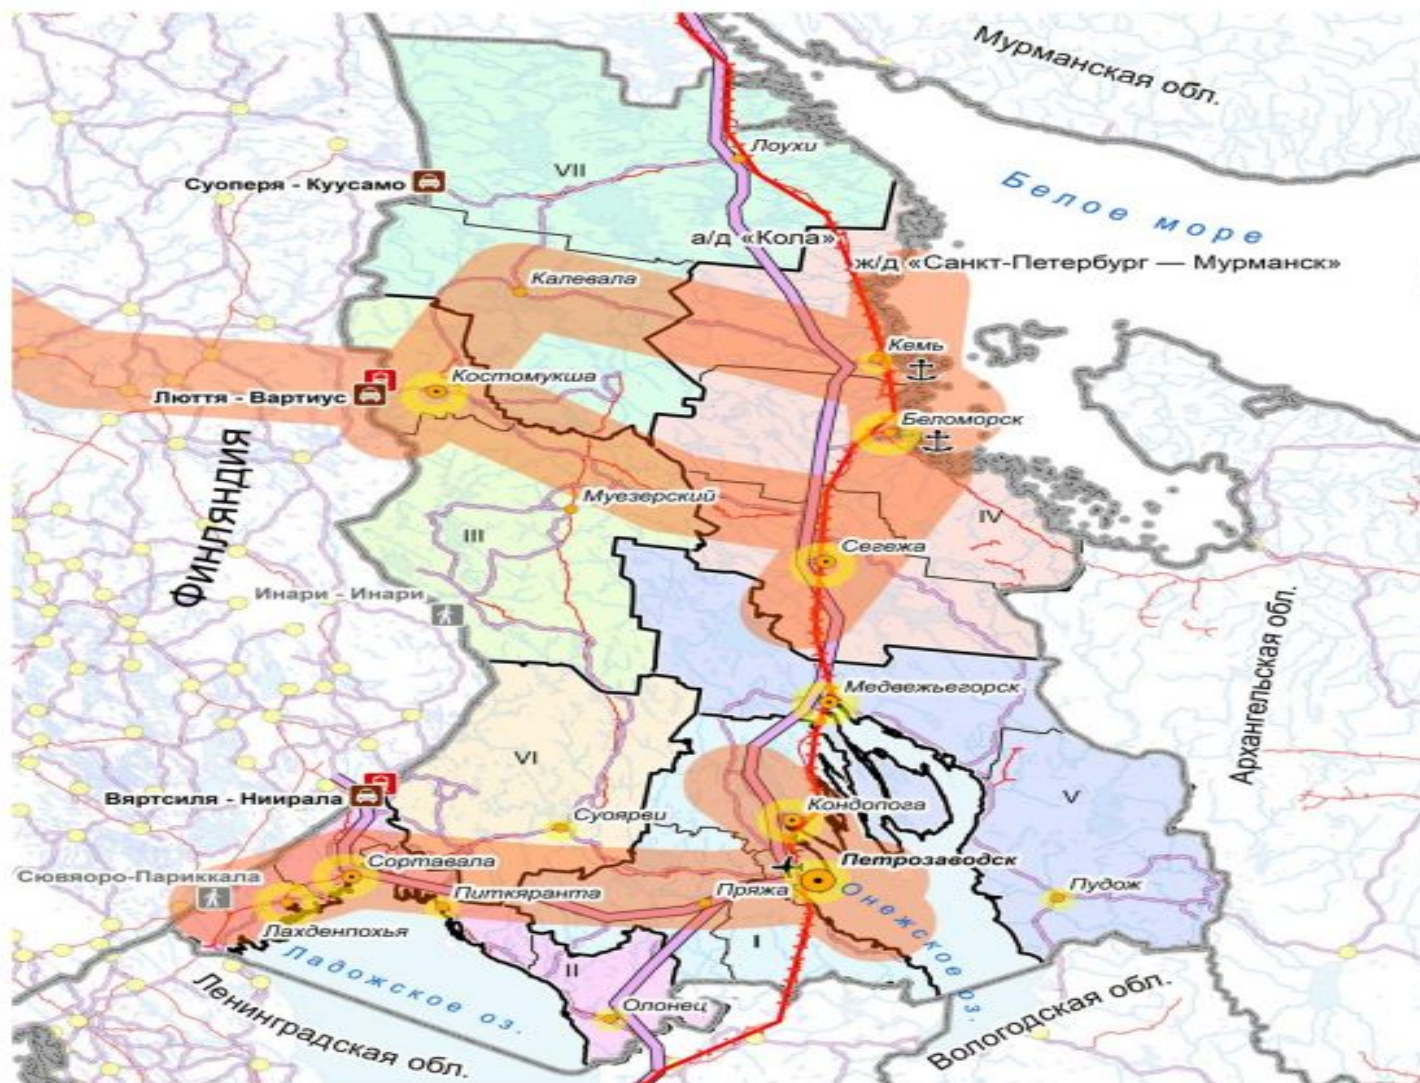 Мурманская обл.
Лоухи
VII
Суоперя - Куусамо
Белое море
а/д «Кола»
ж/д «Санкт-Петербург — Мурманск»
Калевала
Кемь
Костомукша
Люття - Вартиус
Беломорск
ФИНЛЯНДИЯ
Муезерский
IV
III
Сегежа
Инари - Инари
Архангельская обл.
Медвежьегорск
VI
V
Вяртсиля - Ниирала
Кондопога
Суоярви
Сортавала
Петрозаводск
Сювяоро-Париккала
Питкяранта
Пряжа
Пудож
Онежское оз.
Лахденпохья
I
Ладожское оз.
II
Олонец
Ленинградская обл.
Вологодская обл.